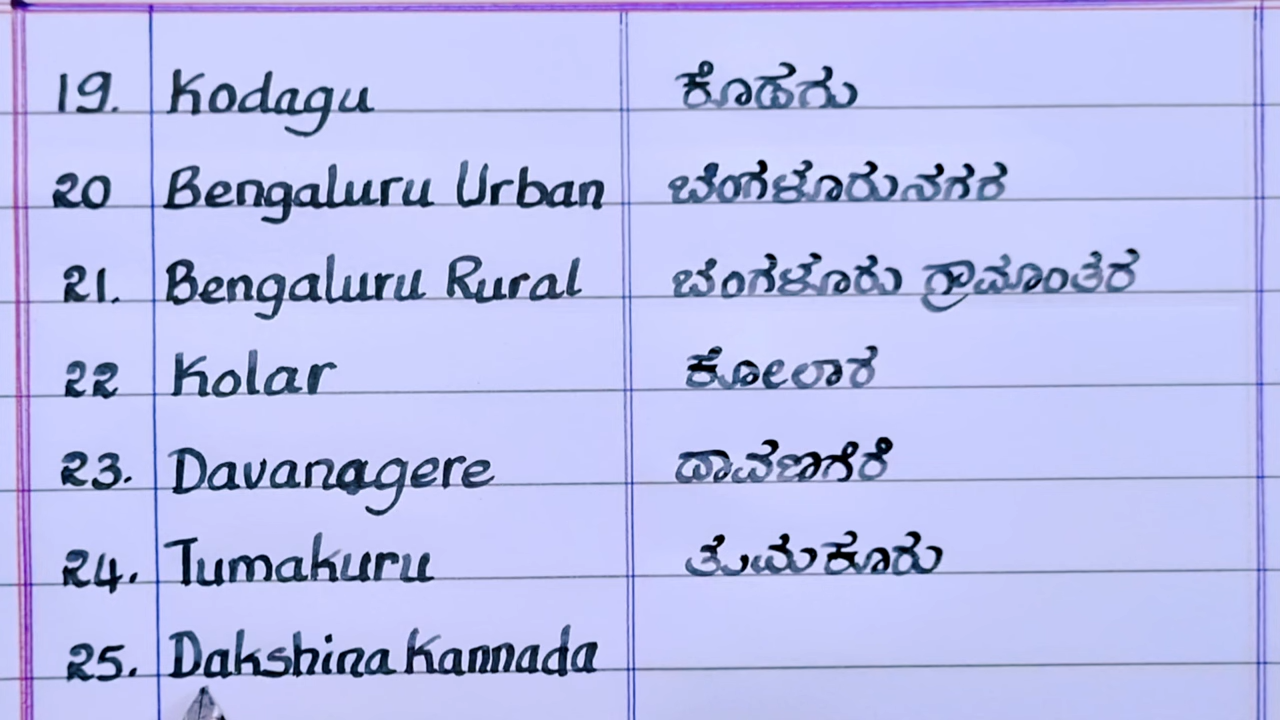 19. Kodagu ಕೊಡಗು
20 Bengaluru Urban ಬೆಂಗಳೂರುನಗರ
21. Bengaluru Rural ಬೆಂಗಳೂರು ಗ್ರಾಮಾಂತರ
22 Kolar ಕೋಲಾರ
23. Davanagere ದಾವಣಗೆರೆ
24. Tumakuru ತುಮಕೂರು
25. Dakshina Kannada